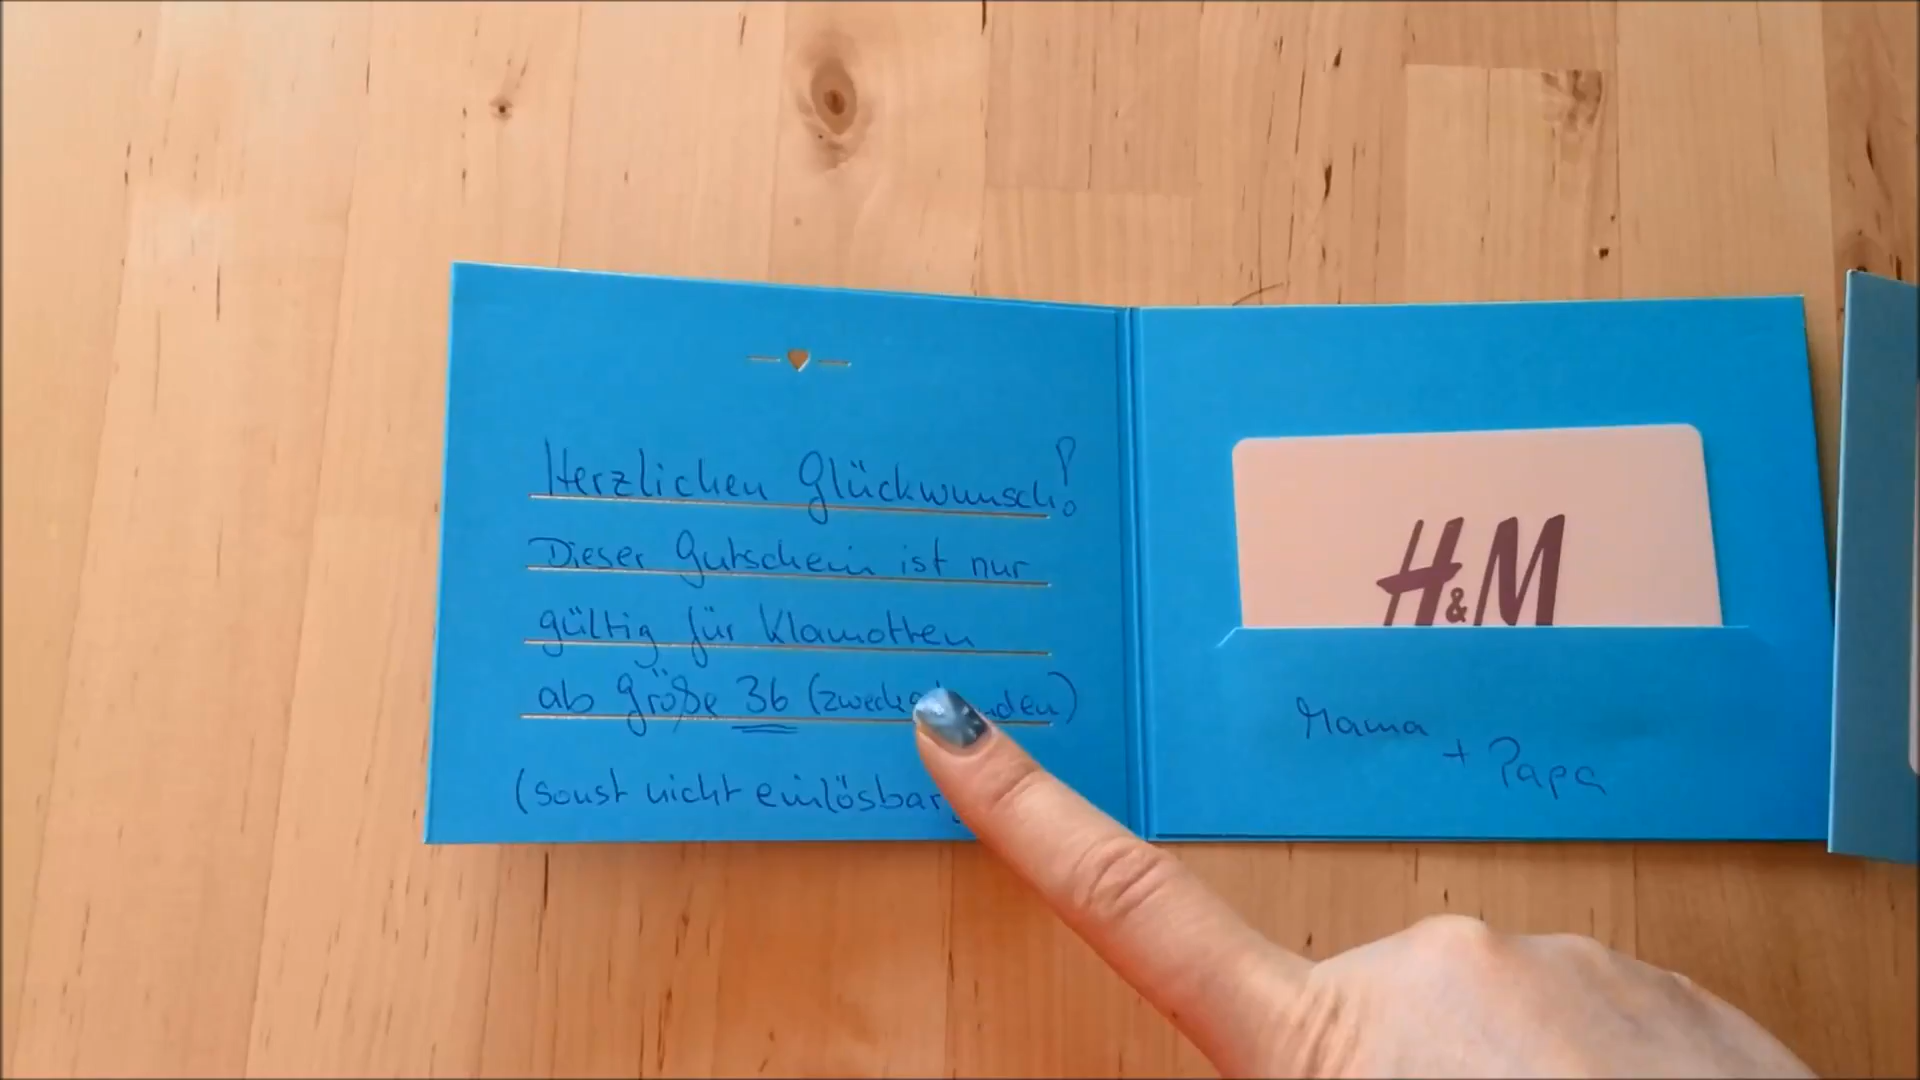 Herzlichen Glückwunsch!
Dieser Gutschein ist nur
gültig für Klamotten
ab Größe 36
(sonst nicht einlösbar
H&M
Mama
+ Papa